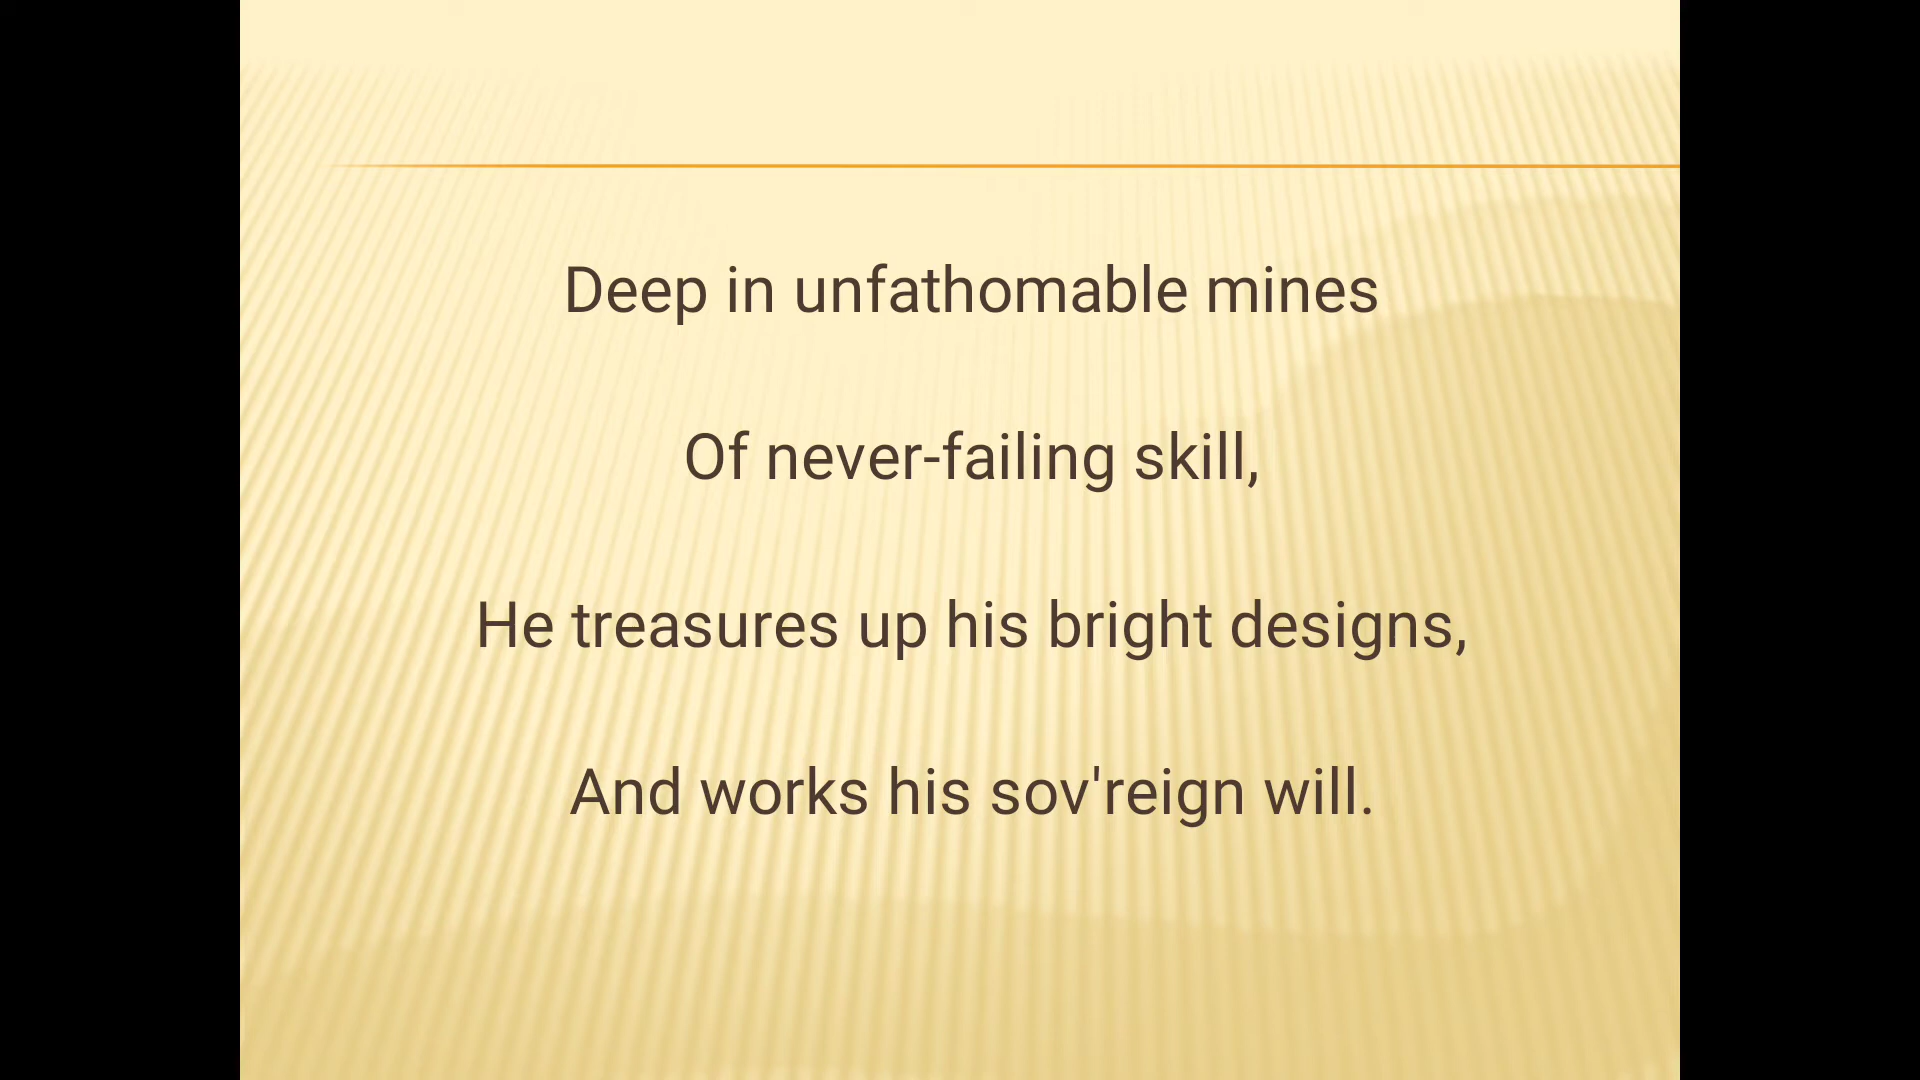 Deep in unfathomable mines
Of never-failing skill,
He treasures up his bright designs,
And works his sov'reign will.